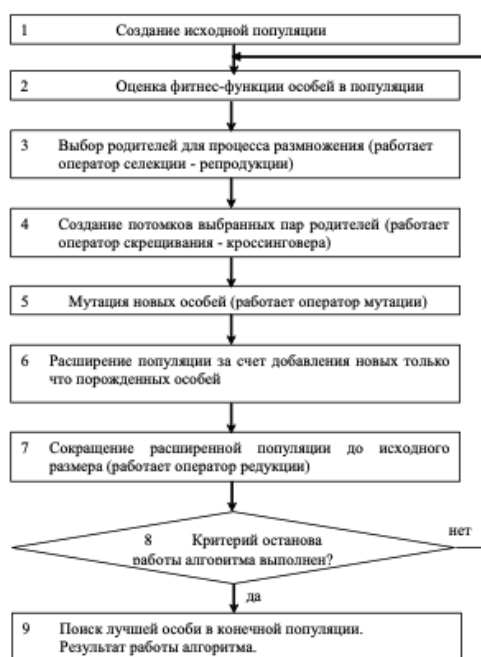 1 Создание исходной популяции
2 Оценка фитнес-функции особей в популяции
3 Выбор родителей для процесса размножения (работает
оператор селекции - репродукции)
4 Создание потомков выбранных пар родителей (работает
оператор скрещивания - кроссинговера)
5 Мутация новых особей (работает оператор мутации)
6 Расширение популяции за счет добавления новых только
что порожденных особей
7 Сокращение расширенной популяции до исходного
размера (работает оператор редукции)
8 Критерий останова
работы алгоритма выполнен?
нет
да
9 Поиск лучшей особи в конечной популяции.
Результат работы алгоритма.